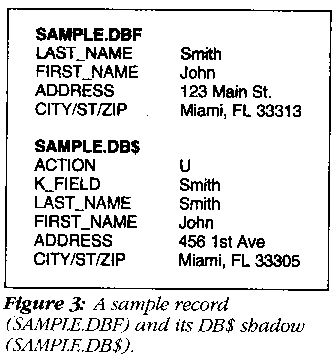 SAMPLE.DBF
LAST_NAME Smith
FIRST_NAME John
ADDRESS 123 Main St.
CITY/ST/ZIP Miami, FL 33313
SAMPLE.DB$
ACTION U
K_FIELD Smith
LAST_NAME Smith
FIRST_NAME John
ADDRESS 456 1st Ave
CITY/ST/ZIP Miami, FL 33305
Figure 3: A sample record
(SAMPLE.DBF) and its DB$ shadow
(SAMPLE.DB$).